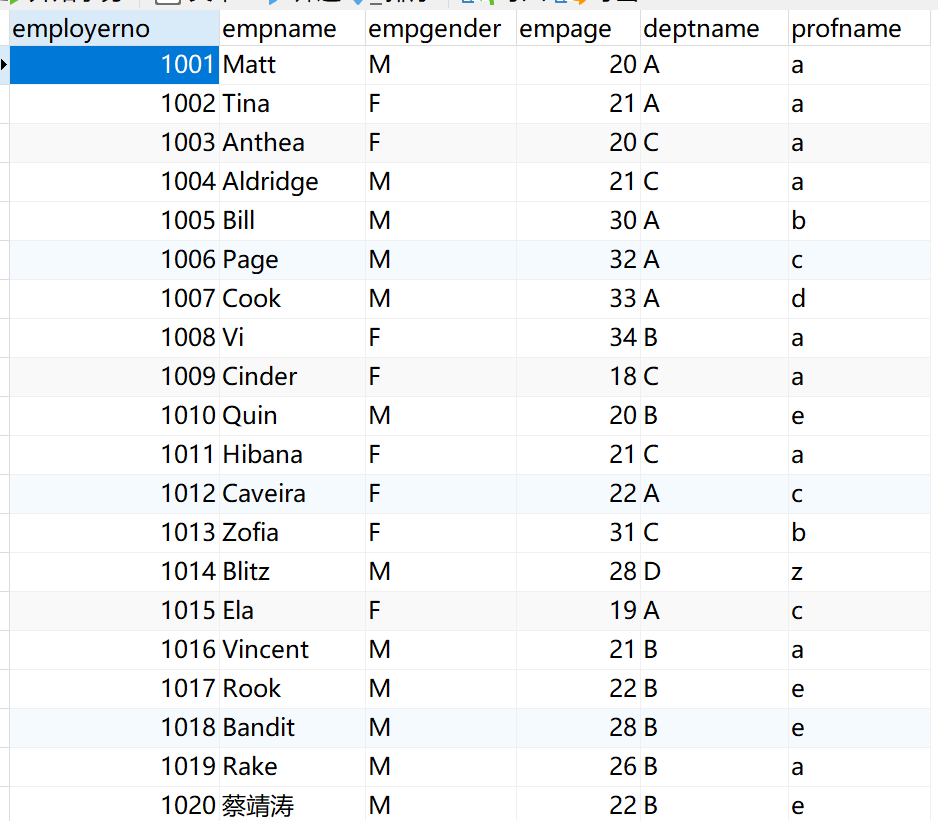 employerno empname empgender empage deptname profname
1001 Matt M 20 A a
1002 Tina F 21 A a
1003 Anthea F 20 C a
1004 Aldridge M 21 C a
1005 Bill M 30 A b
1006 Page M 32 A c
1007 Cook M 33 A d
1008 Vi F 34 B a
1009 Cinder F 18 C a
1010 Quin M 20 B e
1011 Hibana F 21 C a
1012 Caveira F 22 A c
1013 Zofia F 31 C b
1014 Blitz M 28 D z
1015 Ela F 19 A c
1016 Vincent M 21 B a
1017 Rook M 22 B e
1018 Bandit M 28 B e
1019 Rake M 26 B a
1020 蔡靖涛 M 22 B e